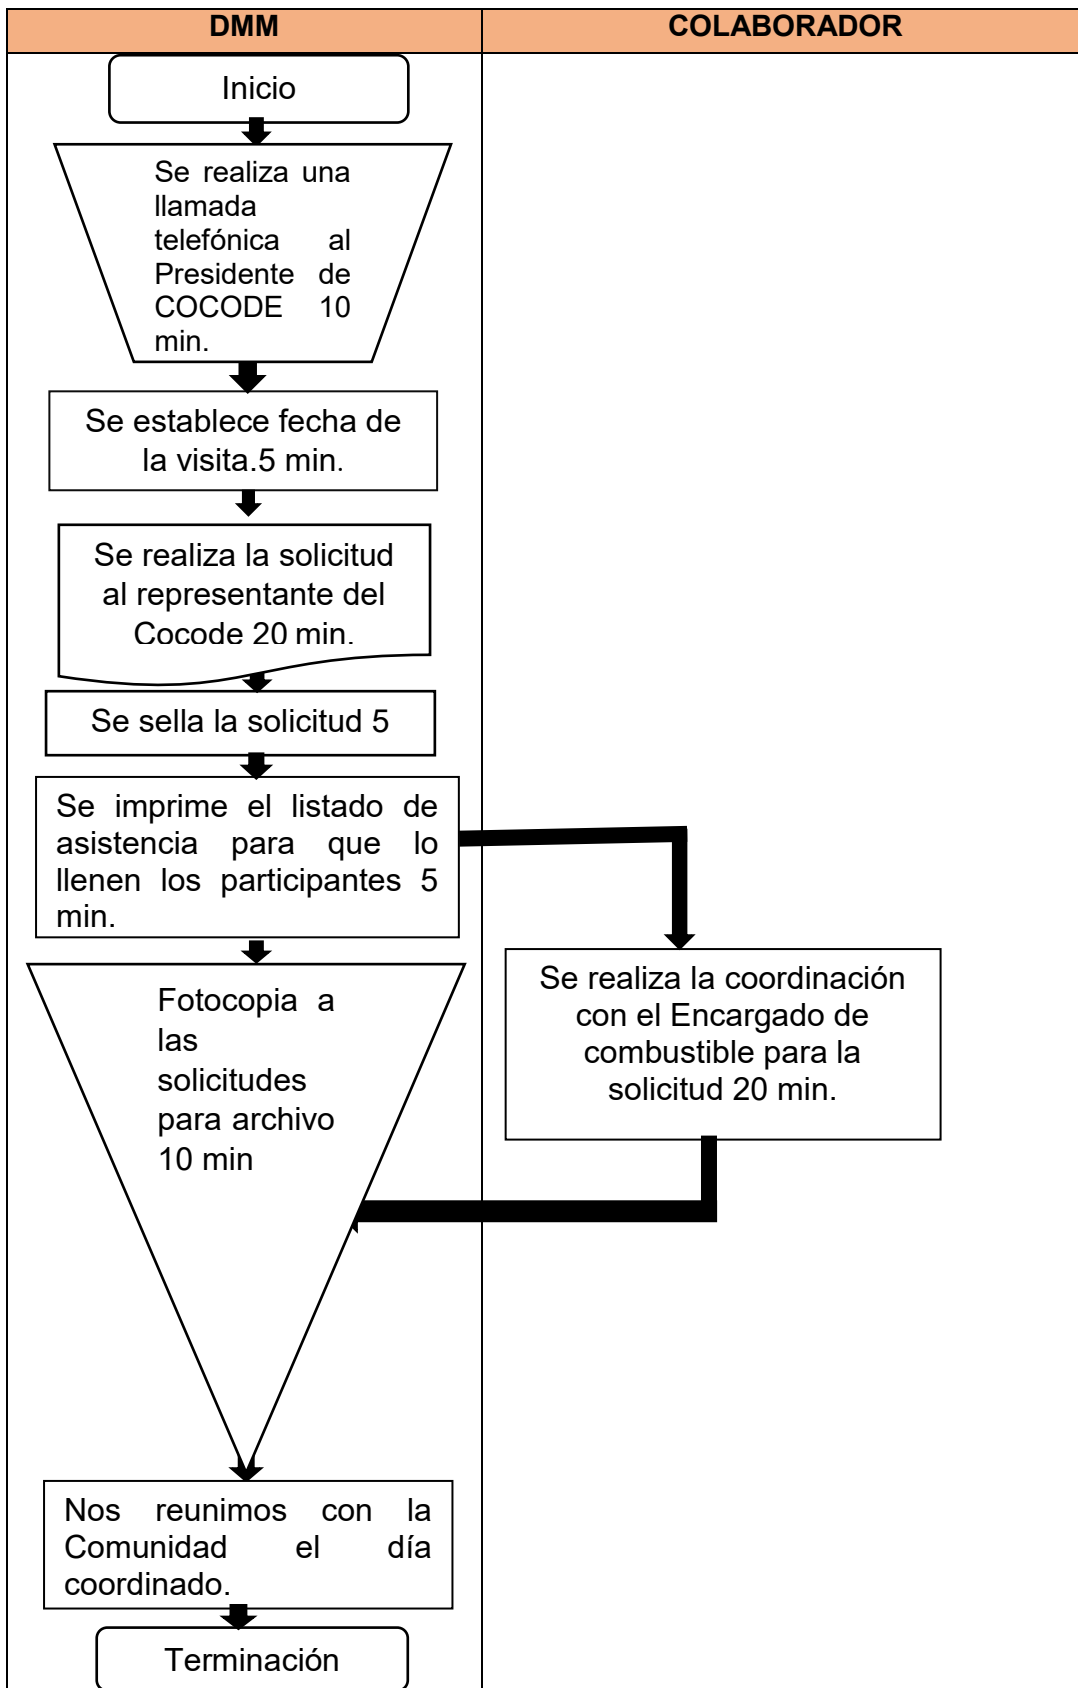 DMM
COLABORADOR
Inicio
Se realiza una
llamada
telefónica al
Presidente de
COCODE 10
min.
Se establece fecha de
la visita.5 min.
Se realiza la solicitud
al representante del
Cocode 20 min.
Se sella la solicitud 5
Se imprime el listado de
asistencia para que lo
llenen los participantes 5
min.
Se realiza la coordinación
con el Encargado de
combustible para la
solicitud 20 min.
Fotocopia a
las
solicitudes
para archivo
10 min
Nos reunimos con la
Comunidad el día
coordinado.
Terminación